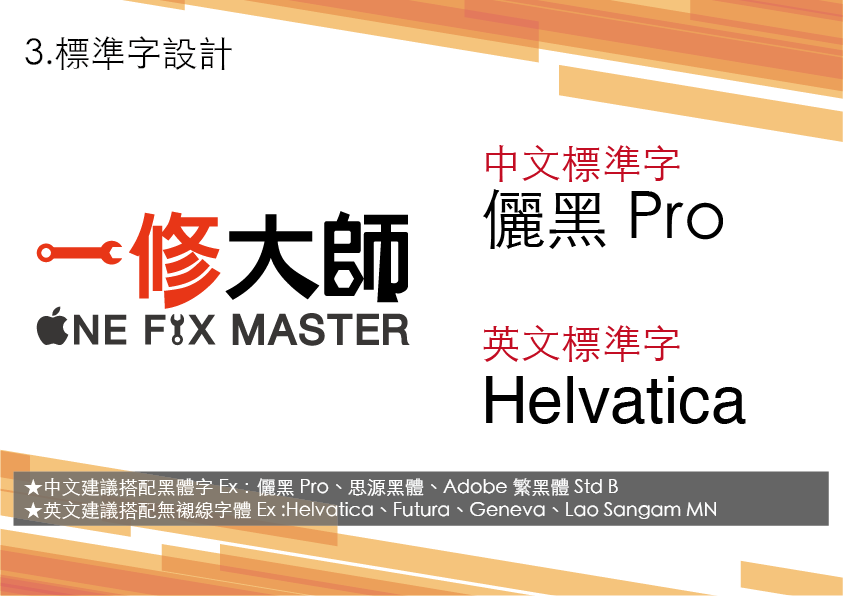 3.標準字設計
中文標準字
儷黑 Pro
一修大師
NE FIX MASTER
英文標準字
Helvatica
★中文建議搭配黑體字 Ex：儷黑 Pro、思源黑體、Adobe 繁黑體 Std B
★英文建議搭配無襯線字體 Ex :Helvatica、Futura、Geneva、Lao Sangam MN